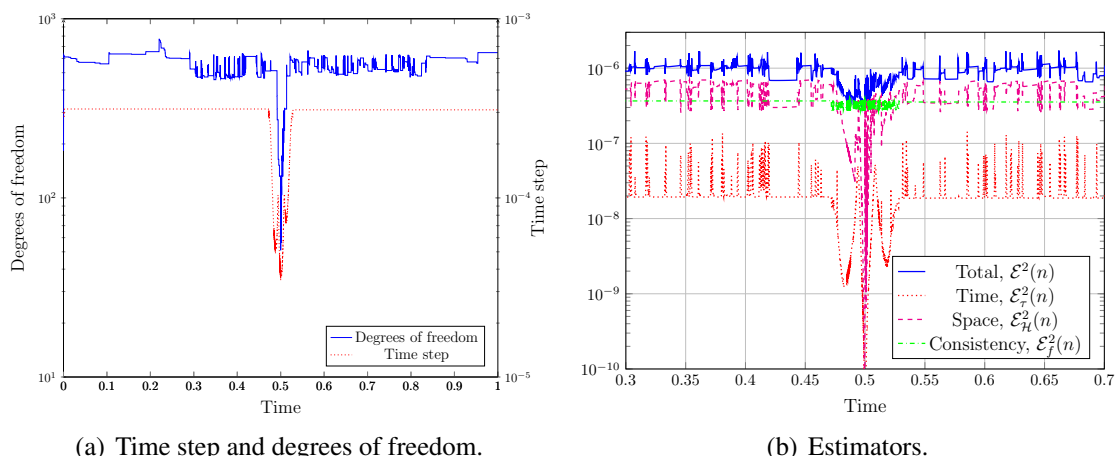 10^3
10^2
10^1
Degrees of freedom
10^−3
10^−4
10^−5
Time step
Degrees of freedom
Time step
0 0.1 0.2 0.3 0.4 0.5 0.6 0.7 0.8 0.9 1
Time
(a) Time step and degrees of freedom.
10^−6
10^−7
10^−8
10^−9
10^−10
Total, ℰ²(n)
Time, ℰ²_τ(n)
Space, ℰ²_ℋ(n)
Consistency, ℰ²_f(n)
0.3 0.35 0.4 0.45 0.5 0.55 0.6 0.65 0.7
Time
(b) Estimators.